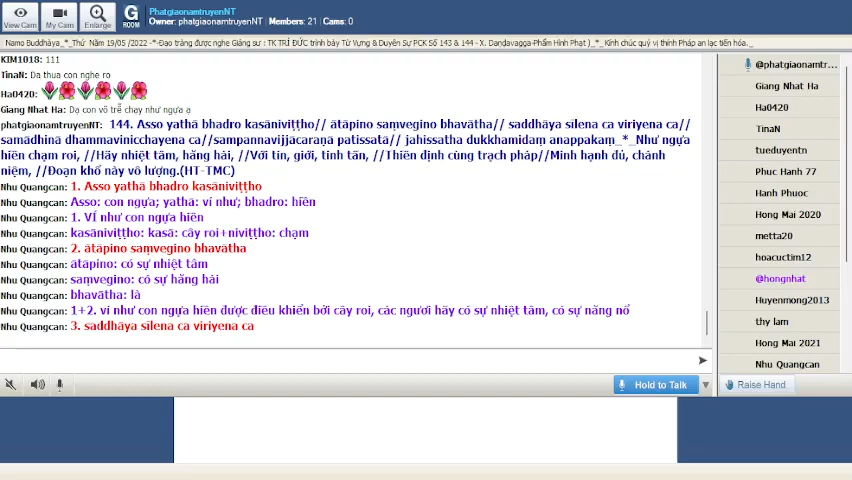 View Cam
My Cam
Enlarge
G
ROOM
PhatgiaonamtruyenNT
Owner: phatgiaonamtruyenNT | Members: 21 | Cams: 0
Namo Buddhāya_*_Thứ Năm 19/05 /2022 -*-Đạo tràng được nghe Giảng sư : TK TRÍ ĐỨC trình bày Từ Vựng & Duyên Sự PCK Số 143 & 144 - X. Daṇḍavagga-Phẩm Hình Phạt )_*_Kính chúc quý vị thính Pháp an lạc tiến hóa._
KIM1018: 111
TinaN: Da thua con nghe ro
Ha0420:
Giang Nhat Ha: Dạ con vô trễ chạy như ngựa ạ
phatgiaonamtruyenNT: 144. Asso yathā bhadro kasāniviṭṭho// ātāpino saṃvegino bhavātha// saddhāya sīlena ca vīriyena ca//
samādhinā dhammavinicchayena ca//sampannavijjācaraṇā patissatā// jahissatha dukkhamidaṃ anappakaṃ_*_Như ngựa
hiền chạm roi, //Hãy nhiệt tâm, hăng hái, //Với tín, giới, tinh tấn, //Thiền định cùng trạch pháp//Minh hạnh đủ, chánh
niệm, //Đoạn khổ này vô lượng.(HT-TMC)
Nhu Quangcan: 1. Asso yathā bhadro kasāniviṭṭho
Nhu Quangcan: Asso: con ngựa; yathā: ví như; bhadro: hiền
Nhu Quangcan: 1. Ví như con ngựa hiền
Nhu Quangcan: kasāniviṭṭho: kasā: cây roi+niviṭṭho: chạm
Nhu Quangcan: 2. ātāpino saṃvegino bhavātha
Nhu Quangcan: ātāpino: có sự nhiệt tâm
Nhu Quangcan: saṃvegino: có sự hăng hái
Nhu Quangcan: bhavātha: là
Nhu Quangcan: 1+2. ví như con ngựa hiền được điều khiển bởi cây roi, các ngươi hãy có sự nhiệt tâm, có sự năng nổ
Nhu Quangcan: 3. saddhāya sīlena ca vīriyena ca
Hold to Talk
Raise Hand
@phatgiaonamtr...
Giang Nhat Ha
Ha0420
TinaN
tueduyentn
Phuc Hanh 77
Hanh Phuoc
Hong Mai 2020
metta20
hoacuctim12
@hongnhat
Huyenmong2013
thy lam
Hong Mai 2021
Nhu Quangcan